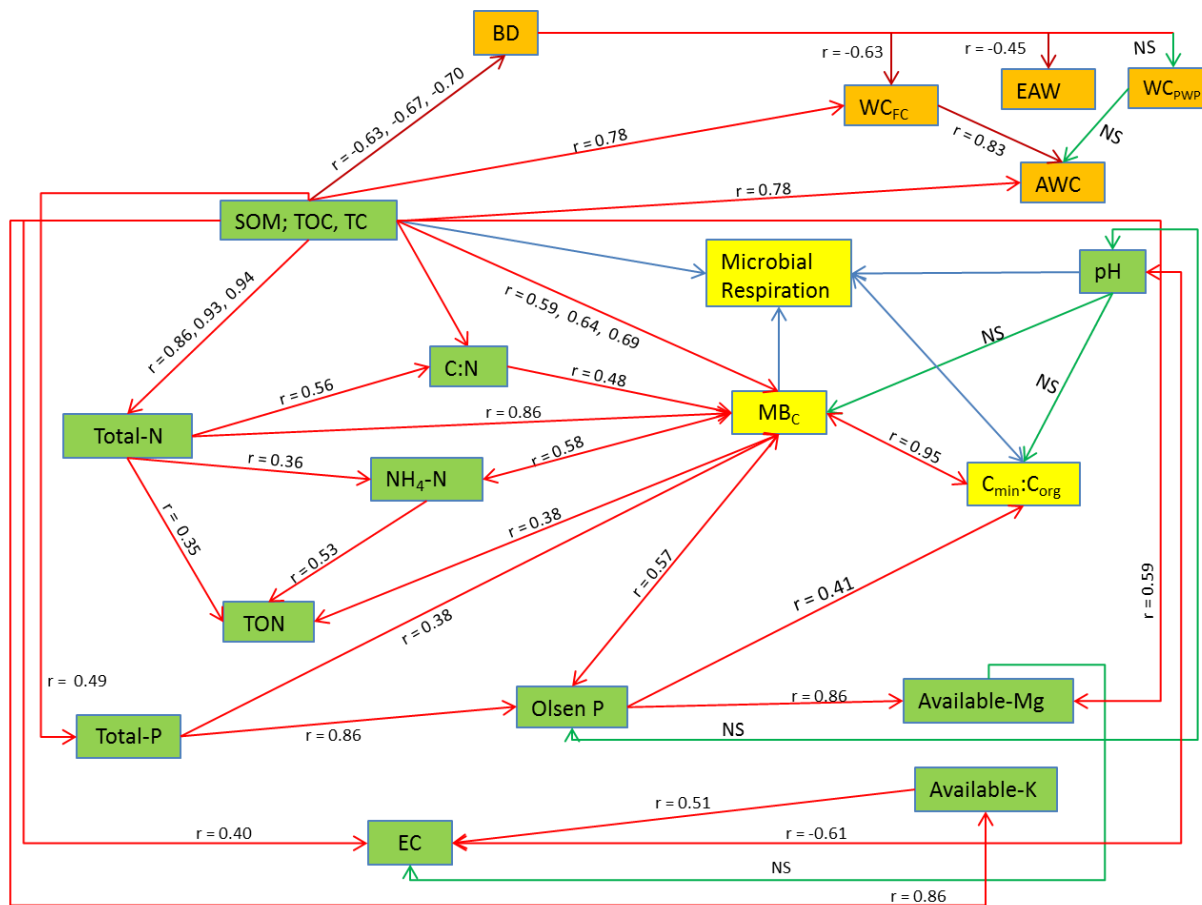 BD
NS
r = -0.63
r = -0.45
EAW
WCPWP
WCFC
r = -0.63, -0.67, -0.70
r = 0.78
r = 0.83
NS
AWC
r = 0.78
SOM; TOC, TC
Microbial
Respiration
pH
r = 0.86, 0.93, 0.94
r = 0.59, 0.64, 0.69
NS
C:N
r = 0.56
r = 0.48
NS
Total-N
r = 0.86
MBC
r = 0.36
NH4-N
r = 0.58
r = 0.95
Cmin:Corg
r = 0.35
r = 0.53
r = 0.38
r = 0.57
r = 0.41
r = 0.59
TON
r = 0.38
r = 0.49
Total-P
r = 0.86
Olsen P
r = 0.86
Available-Mg
NS
Available-K
r = 0.51
r = 0.40
EC
r = -0.61
NS
r = 0.86